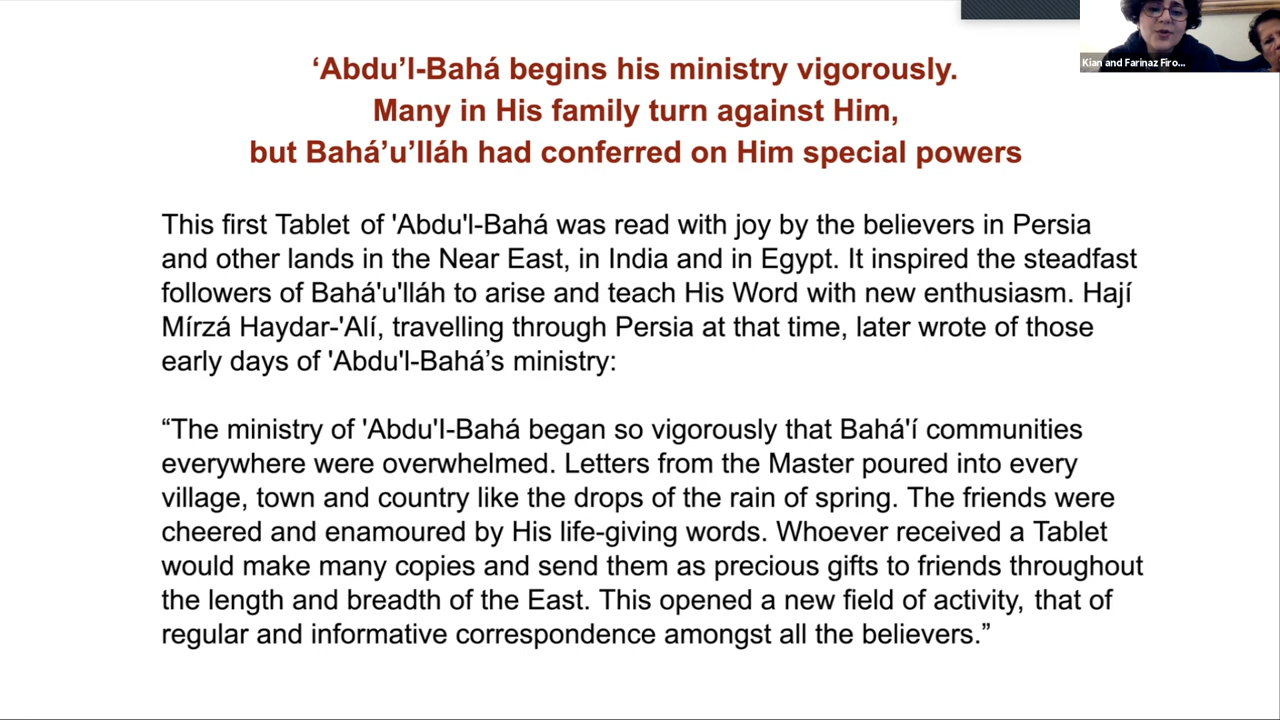 Kian and Farinaz Firo...
‘Abdu’l-Bahá begins his ministry vigorously.
Many in His family turn against Him,
but Bahá’u’lláh had conferred on Him special powers
This first Tablet of 'Abdu'l-Bahá was read with joy by the believers in Persia
and other lands in the Near East, in India and in Egypt. It inspired the steadfast
followers of Bahá'u'lláh to arise and teach His Word with new enthusiasm. Hají
Mírzá Haydar-'Alí, travelling through Persia at that time, later wrote of those
early days of 'Abdu'l-Bahá’s ministry:
“The ministry of 'Abdu'l-Bahá began so vigorously that Bahá'í communities
everywhere were overwhelmed. Letters from the Master poured into every
village, town and country like the drops of the rain of spring. The friends were
cheered and enamoured by His life-giving words. Whoever received a Tablet
would make many copies and send them as precious gifts to friends throughout
the length and breadth of the East. This opened a new field of activity, that of
regular and informative correspondence amongst all the believers.”